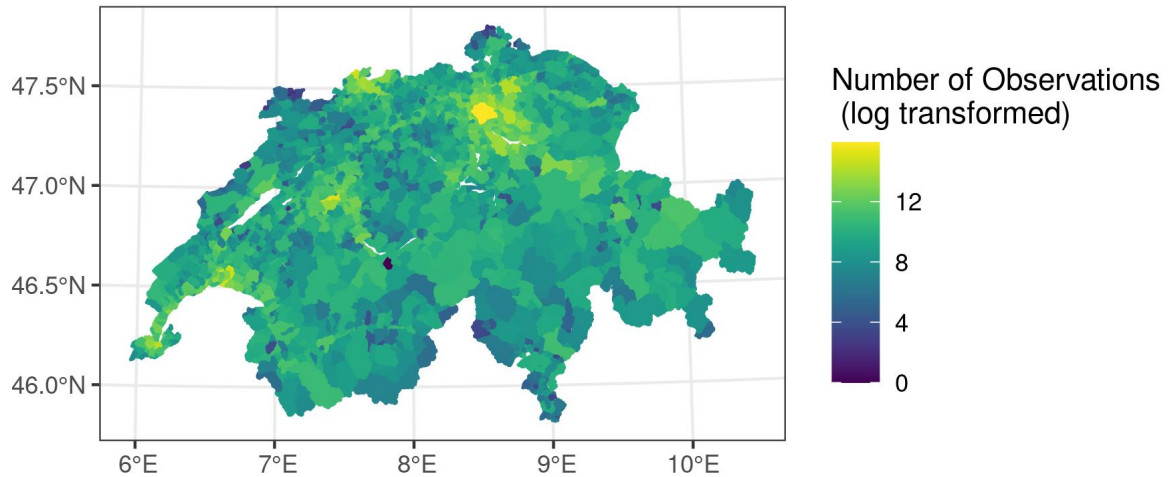 47.5°N
47.0°N
46.5°N
46.0°N
6°E 7°E 8°E 9°E 10°E
Number of Observations
(log transformed)
12
8
4
0